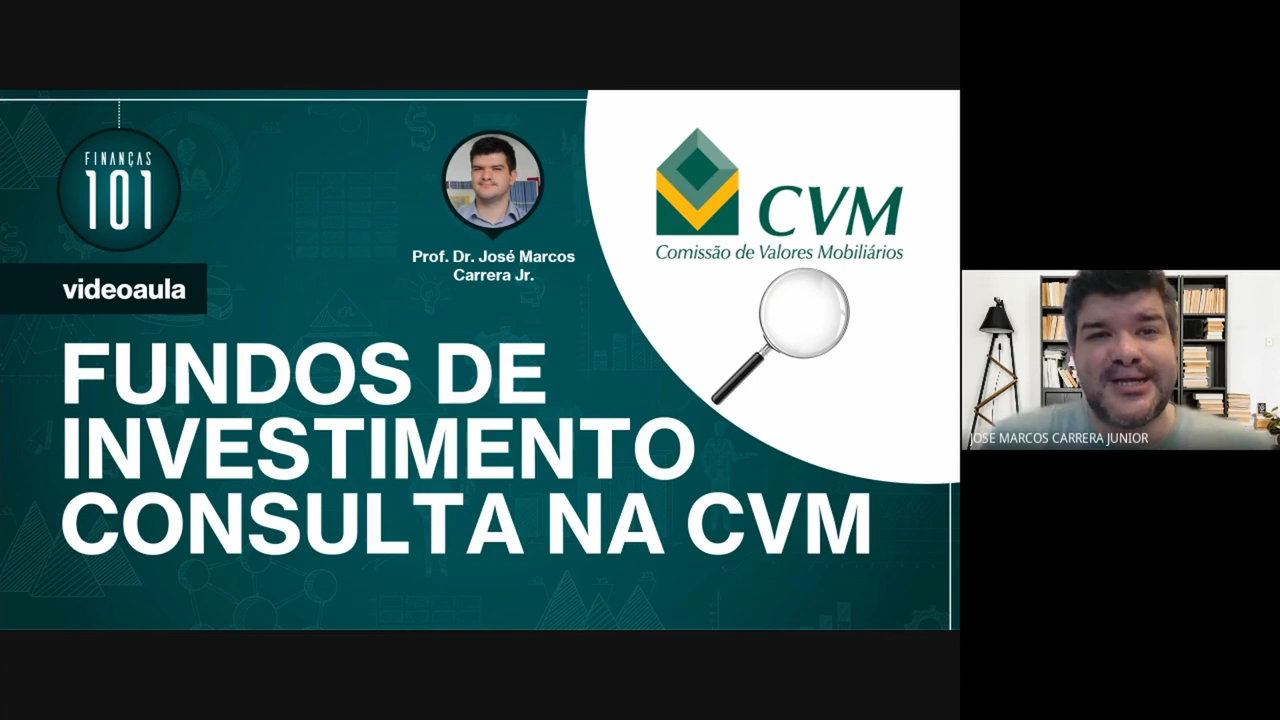 FINANÇAS
101
videoaula
Prof. Dr. José Marcos
Carrera Jr.
CVM
Comissão de Valores Mobiliários
FUNDOS DE
INVESTIMENTO
CONSULTA NA CVM
JOSE MARCOS CARRERA JUNIOR